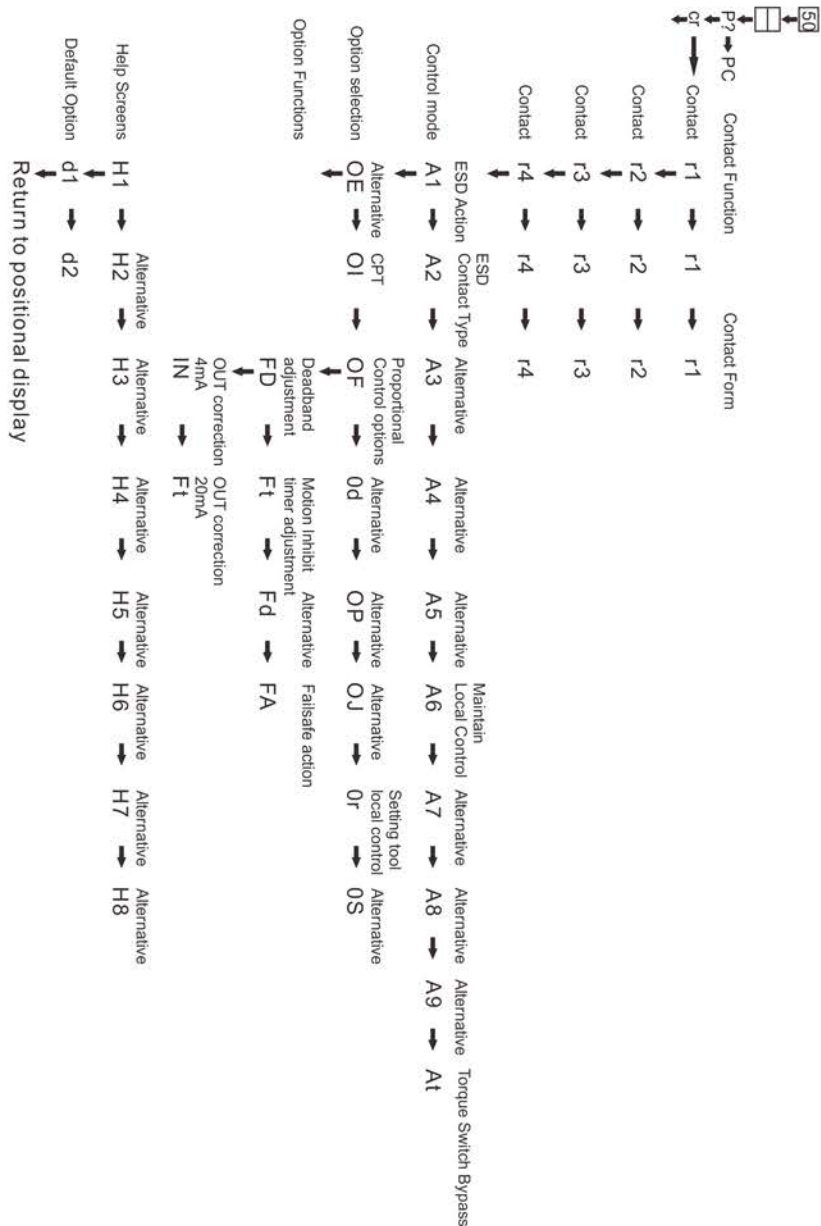 50
P? PC
cr
Contact Function
Contact Form
Contact r1 r1 r1
Contact r2 r2 r2
Contact r3 r3 r3
Contact r4 r4 r4
ESD Action
ESD
Contact Type
Alternative
Alternative
Alternative
Maintain
Local Control
Alternative
Alternative
Alternative
Torque Switch Bypass
Control mode A1 A2 A3 A4 A5 A6 A7 A8 A9 At
Alternative
CPT
Proportional
Control options
Alternative
Alternative
Alternative
Setting tool
local control
Alternative
Option selection OE OI OF 0d OP OJ 0r 0S
Deadband
adjustment
Motion Inhibit
timer adjustment
Alternative
Failsafe action
Option Functions FD Ft Fd FA
OUT correction
4mA
OUT correction
20mA
IN Ft
Alternative
Alternative
Alternative
Alternative
Alternative
Alternative
Alternative
Help Screens H1 H2 H3 H4 H5 H6 H7 H8
Default Option d1 d2
Return to positional display